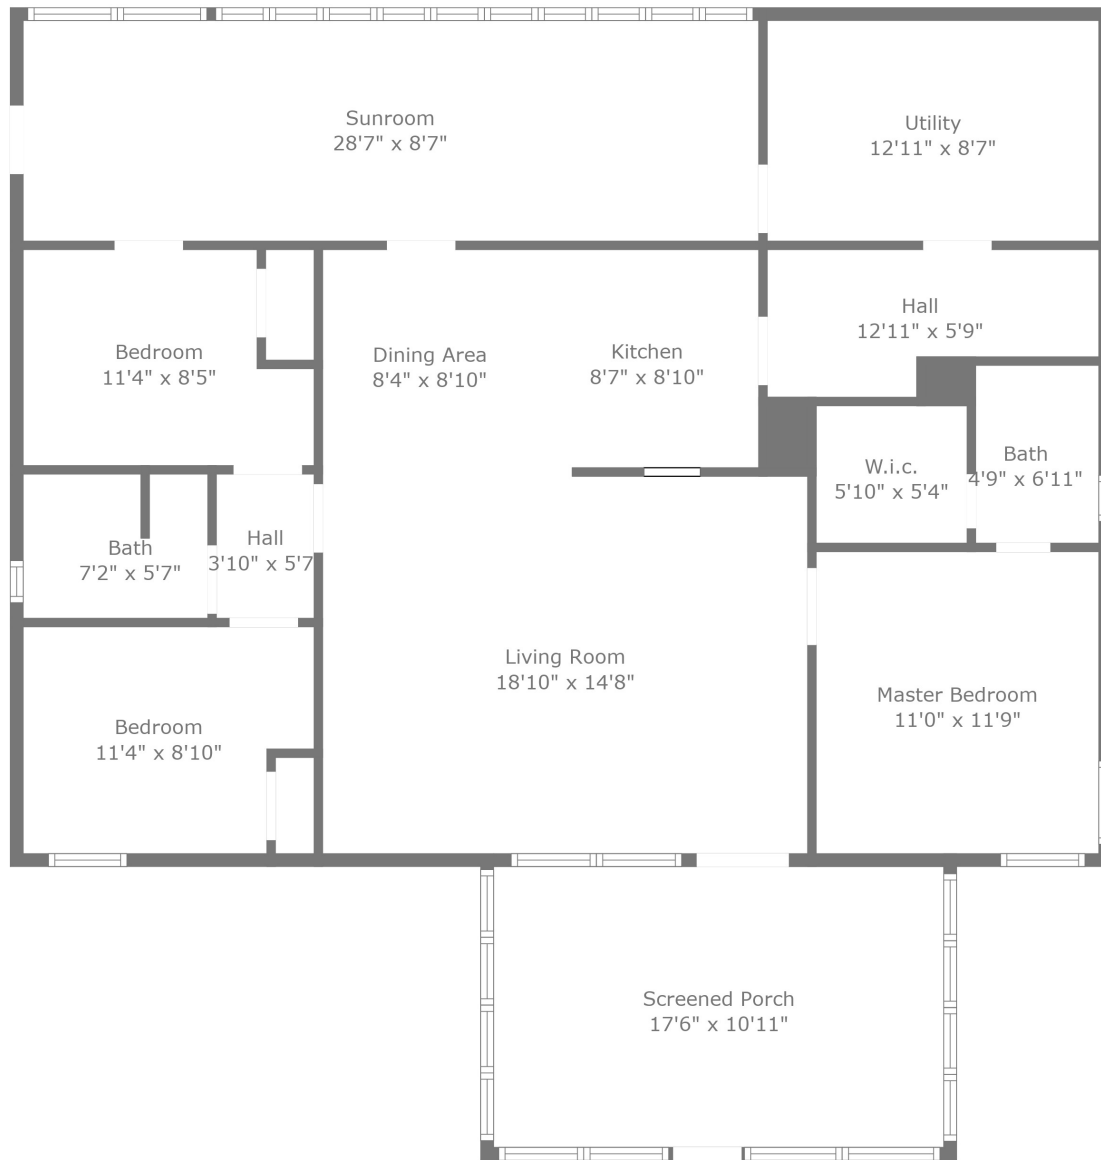 Sunroom
28'7" x 8'7"
Utility
12'11" x 8'7"
Hall
12'11" x 5'9"
Bedroom
11'4" x 8'5"
Dining Area
8'4" x 8'10"
Kitchen
8'7" x 8'10"
W.i.c.
5'10" x 5'4"
Bath
4'9" x 6'11"
Bath
7'2" x 5'7"
Hall
3'10" x 5'7
Living Room
18'10" x 14'8"
Master Bedroom
11'0" x 11'9"
Bedroom
11'4" x 8'10"
Screened Porch
17'6" x 10'11"